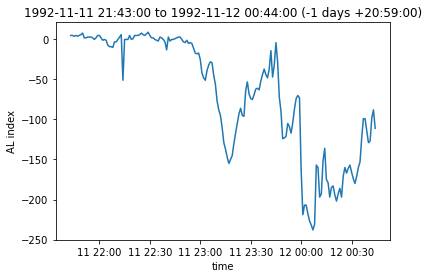 1992-11-11 21:43:00 to 1992-11-12 00:44:00 (-1 days +20:59:00)
0
−50
−100
−150
−200
−250
AL index
11 22:00 11 22:30 11 23:00 11 23:30 12 00:00 12 00:30
time